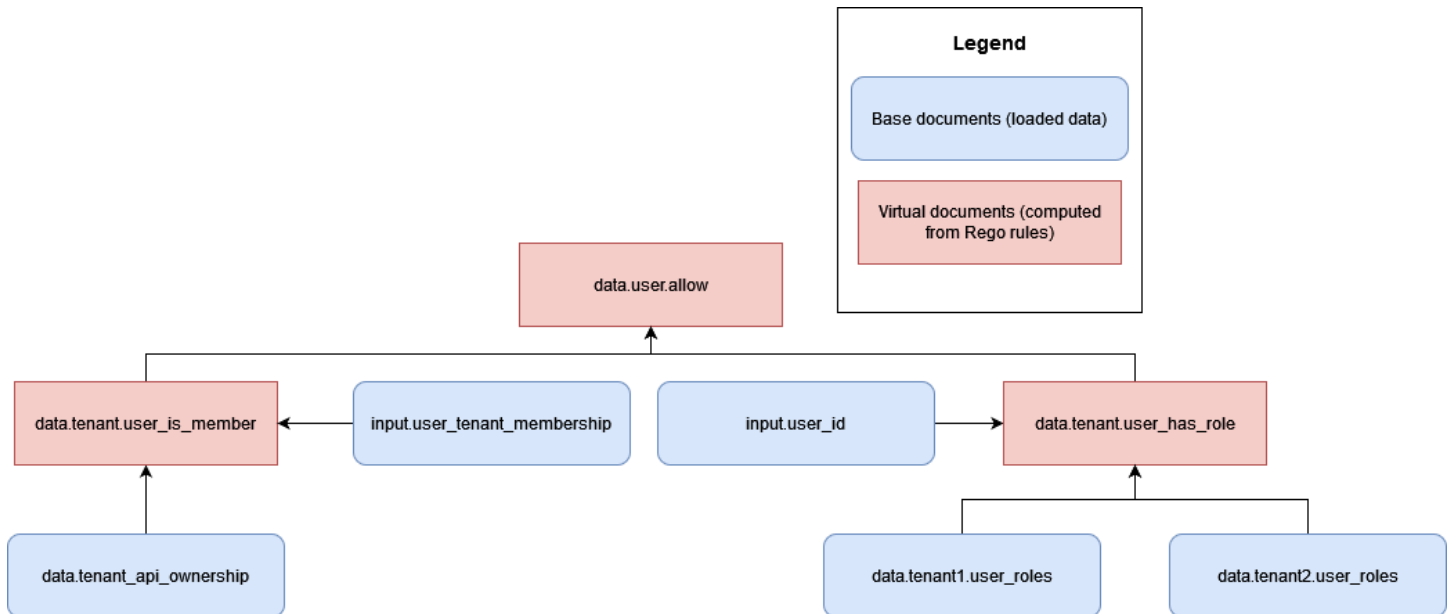 Legend
Base documents (loaded data)
Virtual documents (computed
from Rego rules)
data.user.allow
data.tenant.user_is_member
input.user_tenant_membership
input.user_id
data.tenant.user_has_role
data.tenant_api_ownership
data.tenant1.user_roles
data.tenant2.user_roles